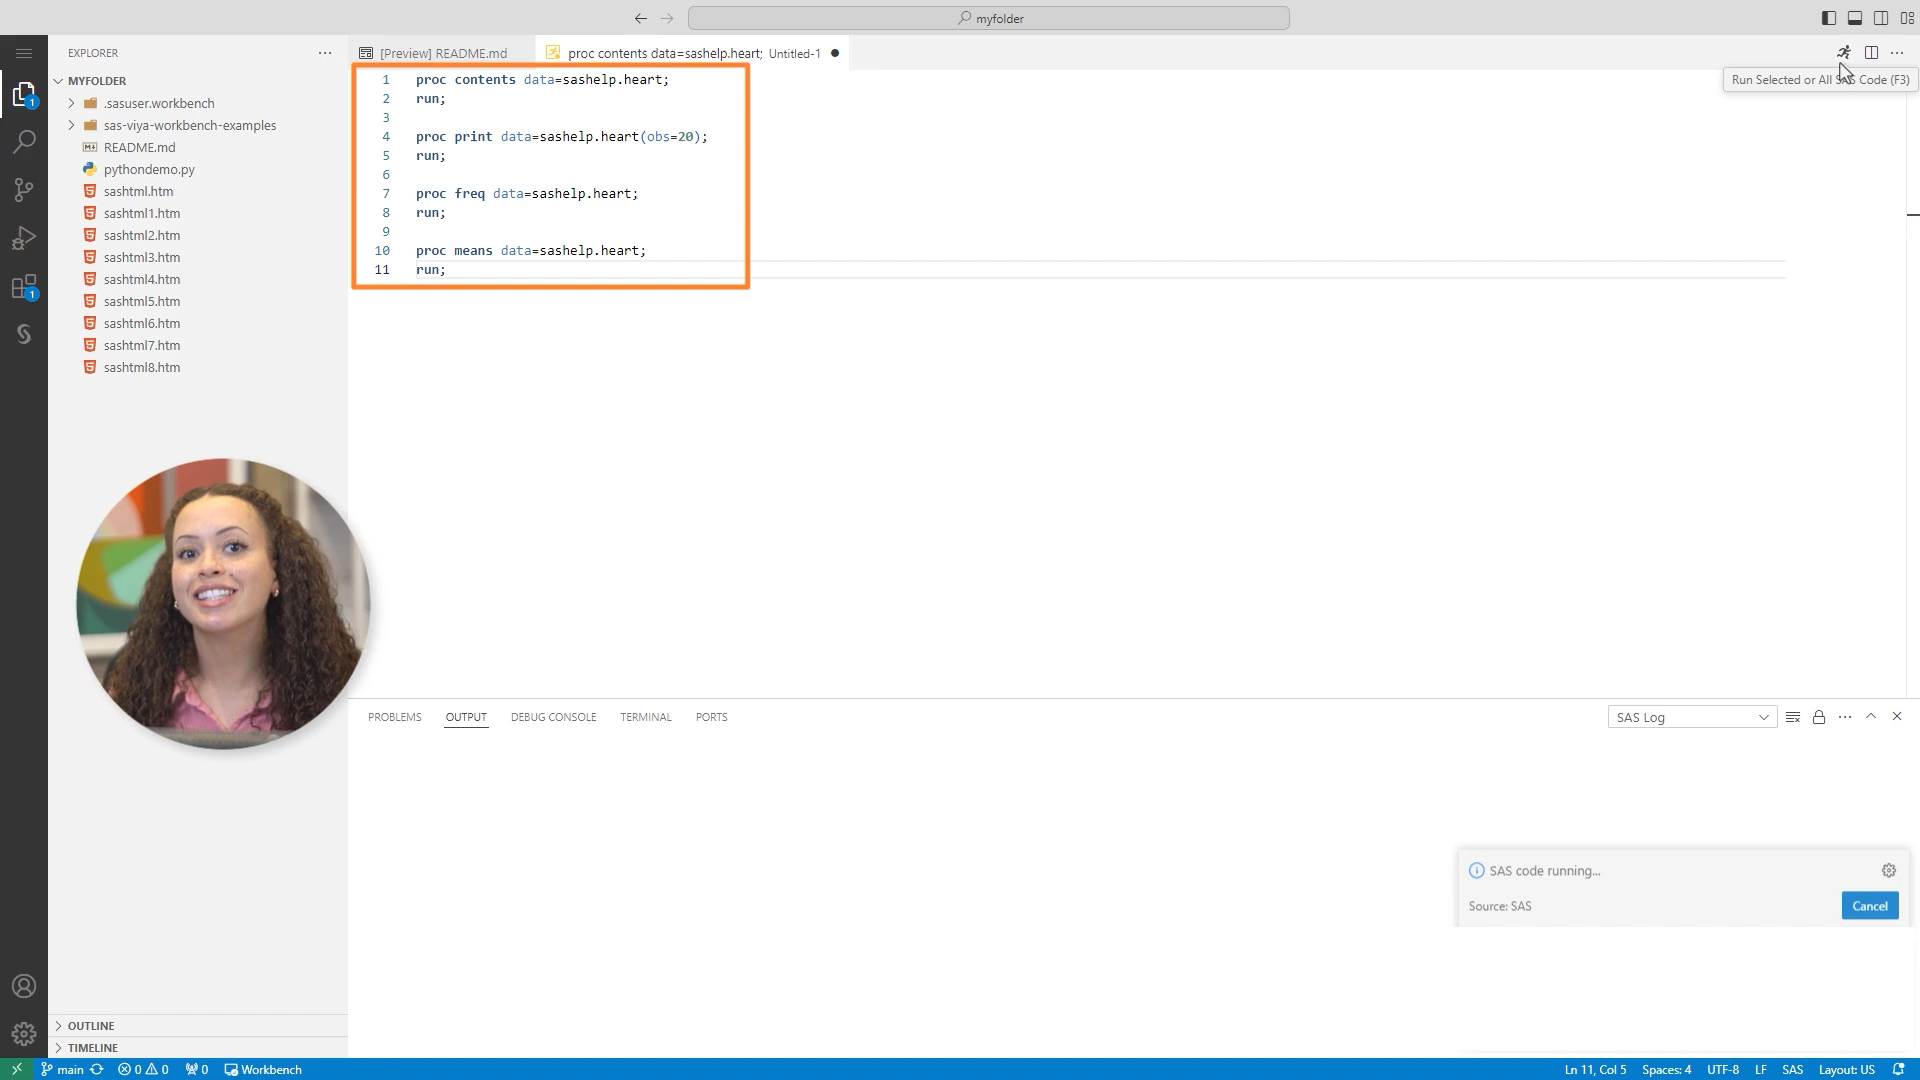 myfolder
EXPLORER
[Preview] README.md
proc contents data=sashelp.heart; Untitled-1
MYFOLDER
.sasuser.workbench
sas-viya-workbench-examples
README.md
pythondemo.py
sashtml.htm
sashtml1.htm
sashtml2.htm
sashtml3.htm
sashtml4.htm
sashtml5.htm
sashtml6.htm
sashtml7.htm
sashtml8.htm
1
1
1 proc contents data=sashelp.heart;
2 run;
3
4 proc print data=sashelp.heart(obs=20);
5 run;
6
7 proc freq data=sashelp.heart;
8 run;
9
10 proc means data=sashelp.heart;
11 run;
Run Selected or All SAS Code (F3)
PROBLEMS OUTPUT DEBUG CONSOLE TERMINAL PORTS
SAS Log
SAS code running...
Source: SAS
Cancel
OUTLINE
TIMELINE
main 0 0 0 Workbench
Ln 11, Col 5 Spaces: 4 UTF-8 LF SAS Layout: US